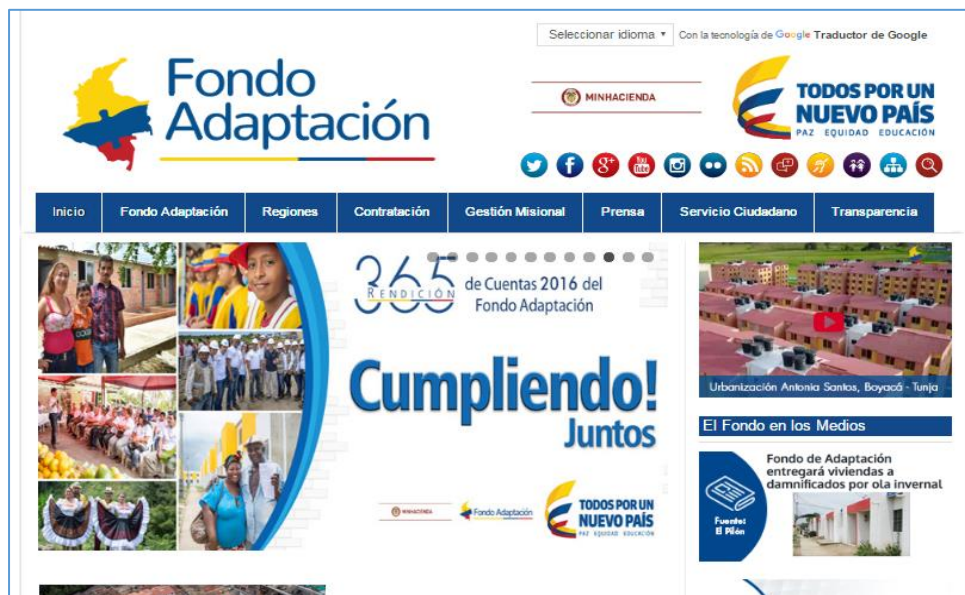 Seleccionar idioma
Con la tecnología de Google Traductor de Google
Fondo
Adaptación
MINHACIENDA
TODOS POR UN
NUEVO PAÍS
PAZ EQUIDAD EDUCACIÓN
Inicio Fondo Adaptación Regiones Contratación Gestión Misional Prensa Servicio Ciudadano Transparencia
365
RENDICIÓN
de Cuentas 2016 del
Fondo Adaptación
Cumpliendo!
Juntos
MINHACIENDA
Fondo Adaptación
TODOS POR UN
NUEVO PAÍS
PAZ EQUIDAD EDUCACIÓN
Urbanización Antonia Santos, Boyacá - Tunja
El Fondo en los Medios
Fondo de Adaptación
entregará viviendas a
damnificados por ola invernal
Fuente:
El Pilón